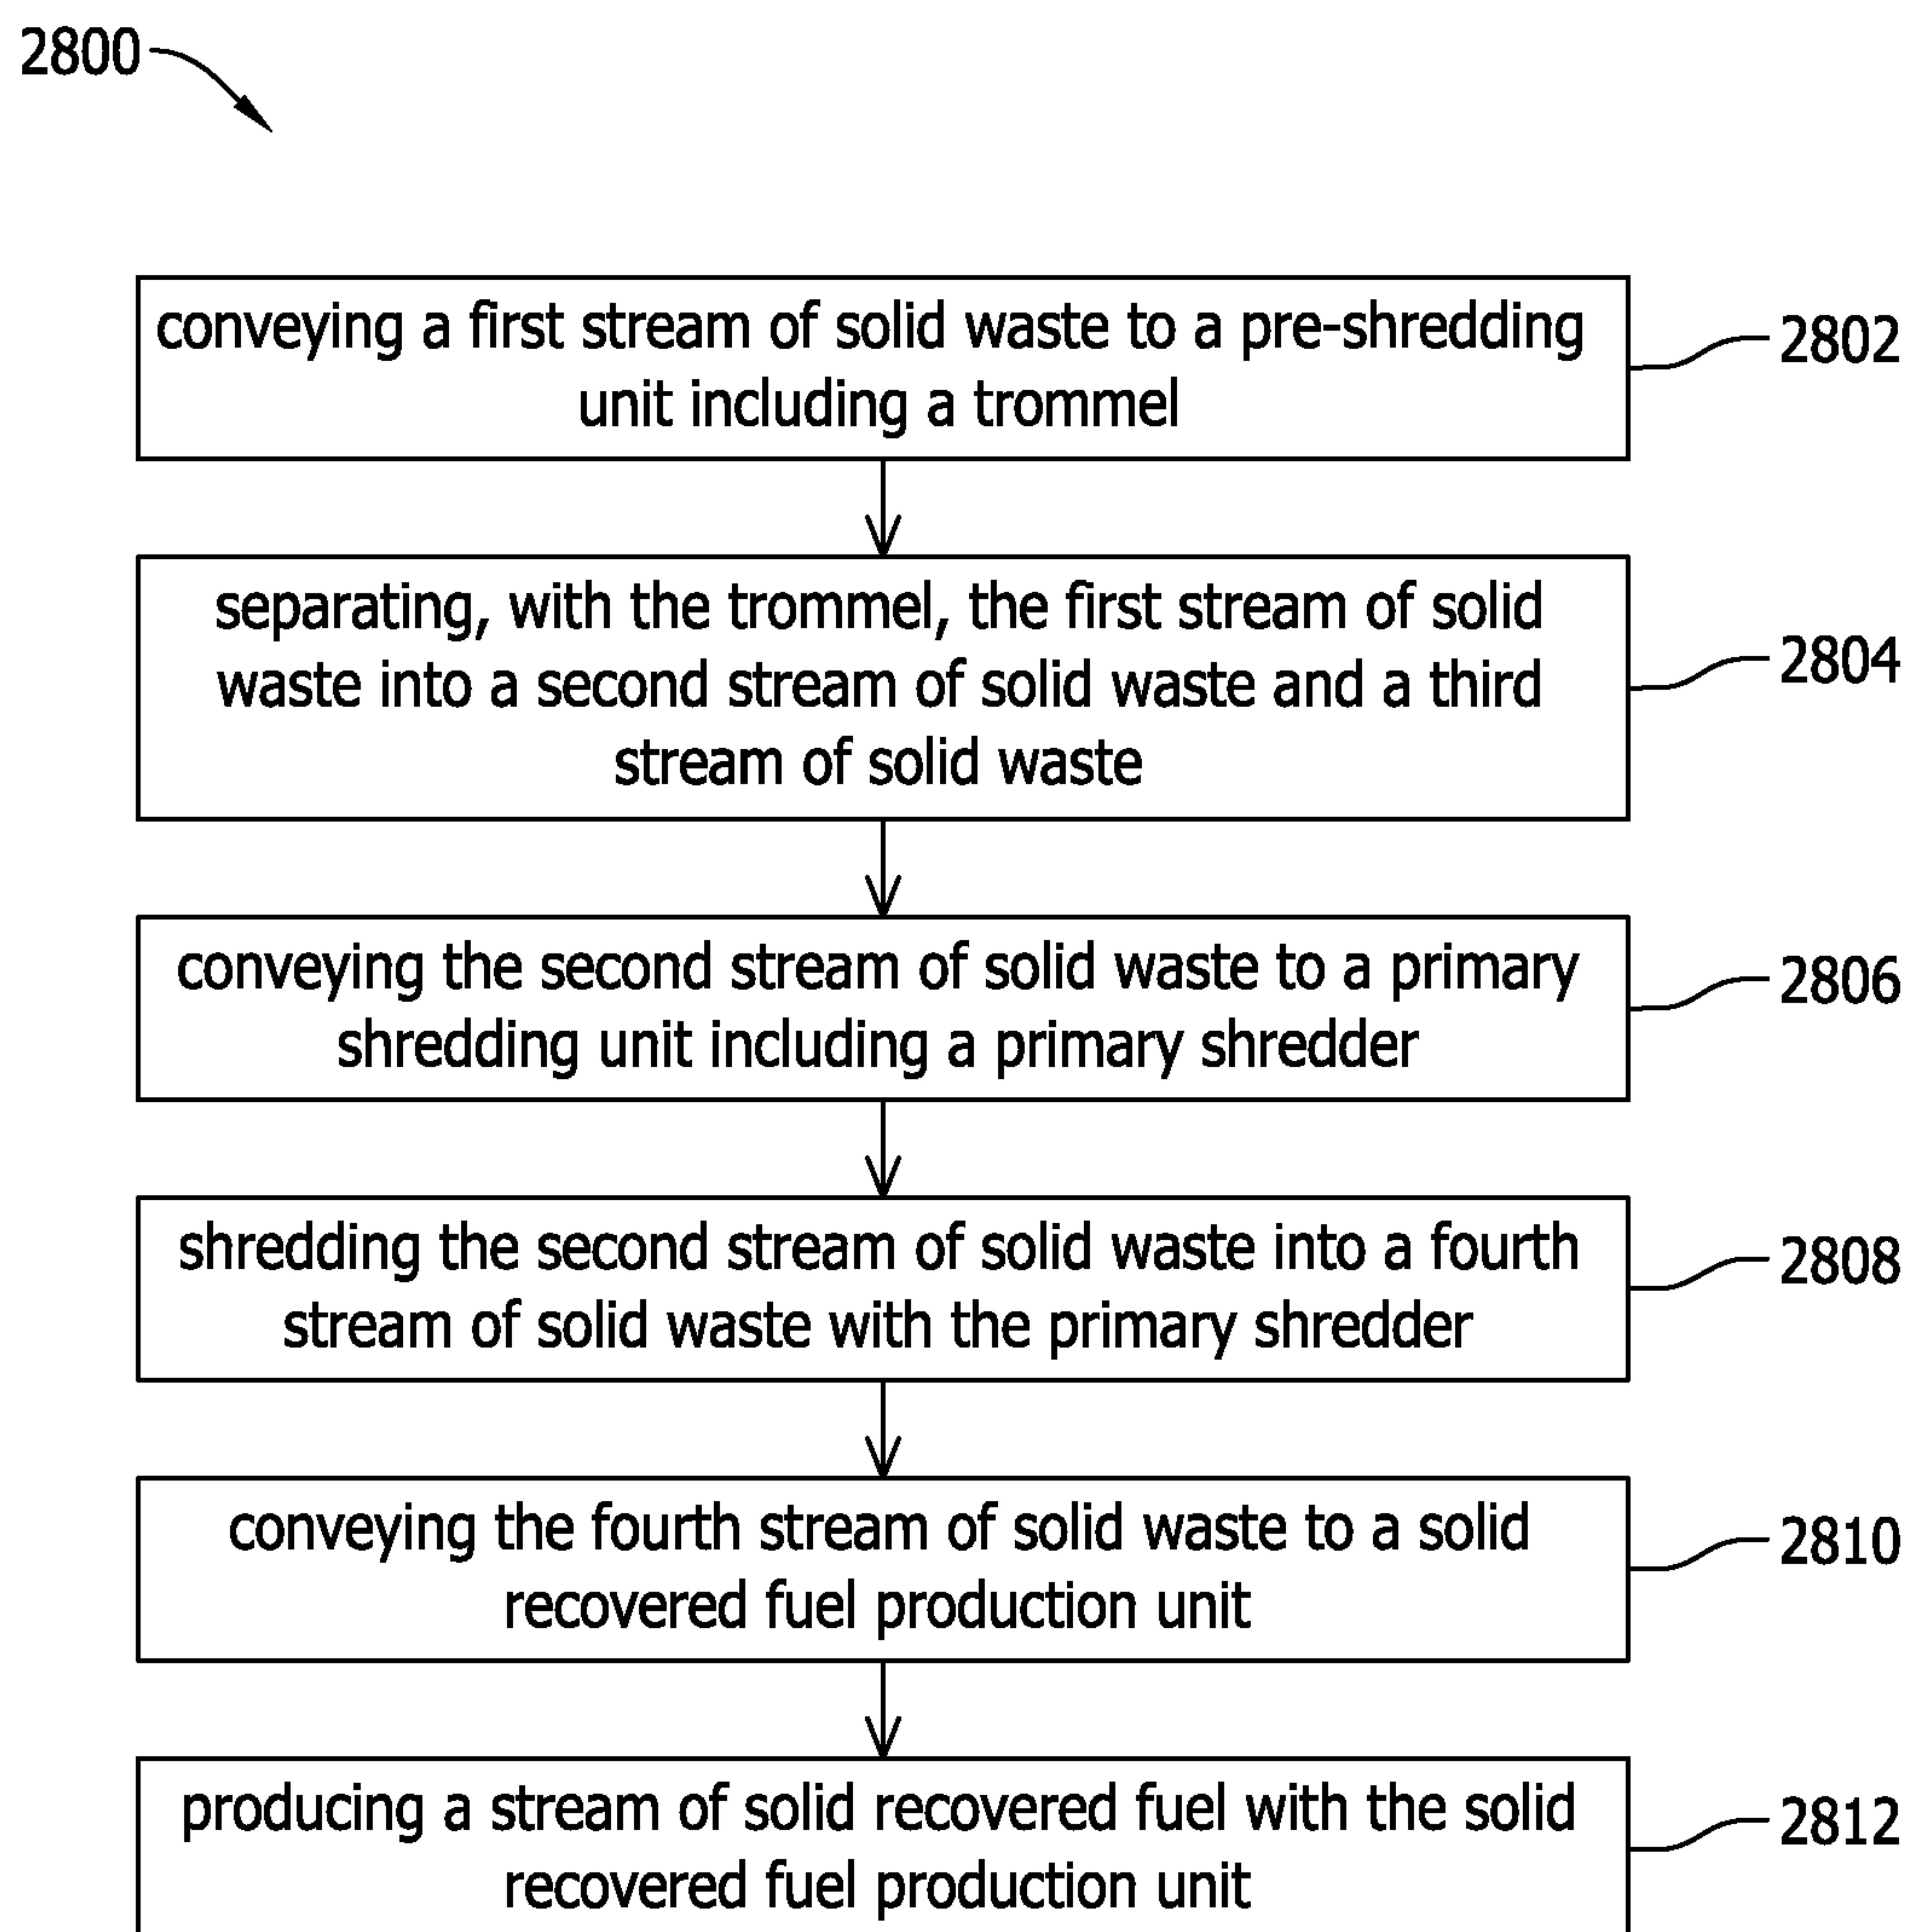 2800
conveying a first stream of solid waste to a pre-shredding
unit including a trommel
2802
separating, with the trommel, the first stream of solid
waste into a second stream of solid waste and a third
stream of solid waste
2804
conveying the second stream of solid waste to a primary
shredding unit including a primary shredder
2806
shredding the second stream of solid waste into a fourth
stream of solid waste with the primary shredder
2808
conveying the fourth stream of solid waste to a solid
recovered fuel production unit
2810
producing a stream of solid recovered fuel with the solid
recovered fuel production unit
2812